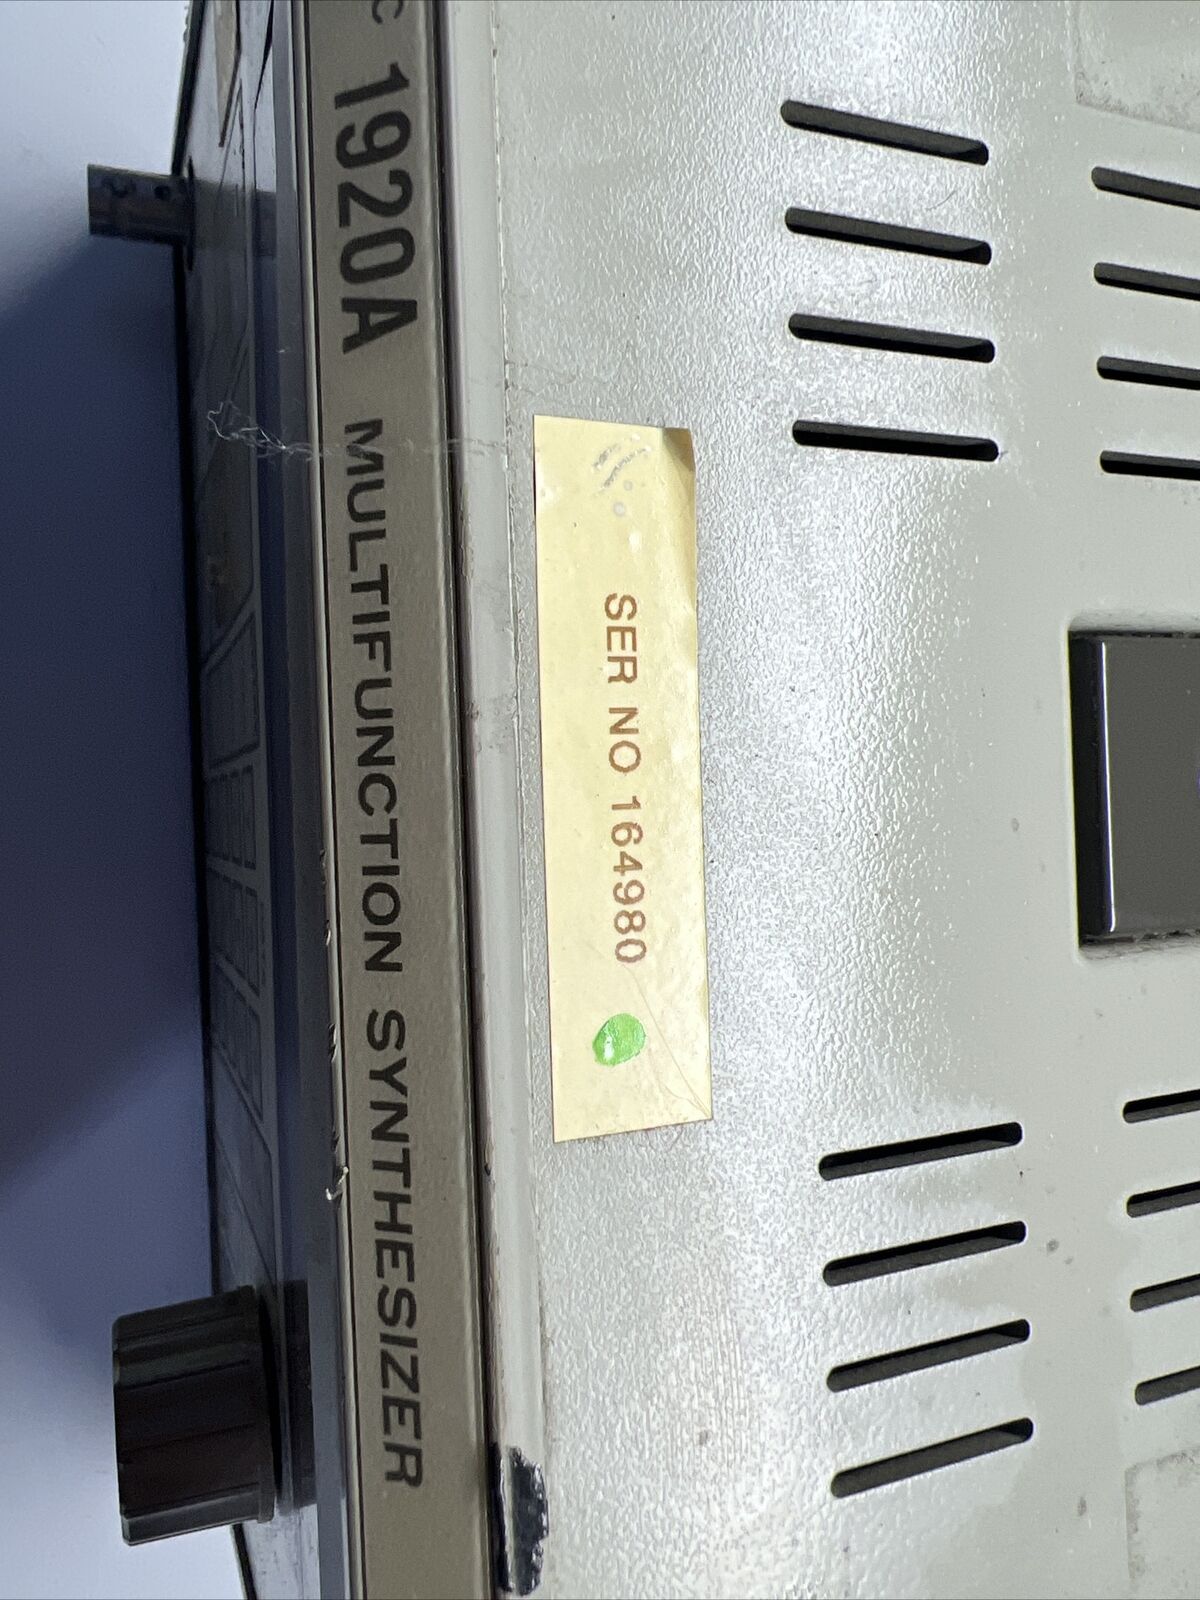 C 1920A MULTIFUNCTION SYNTHESIZER
SER NO 164980